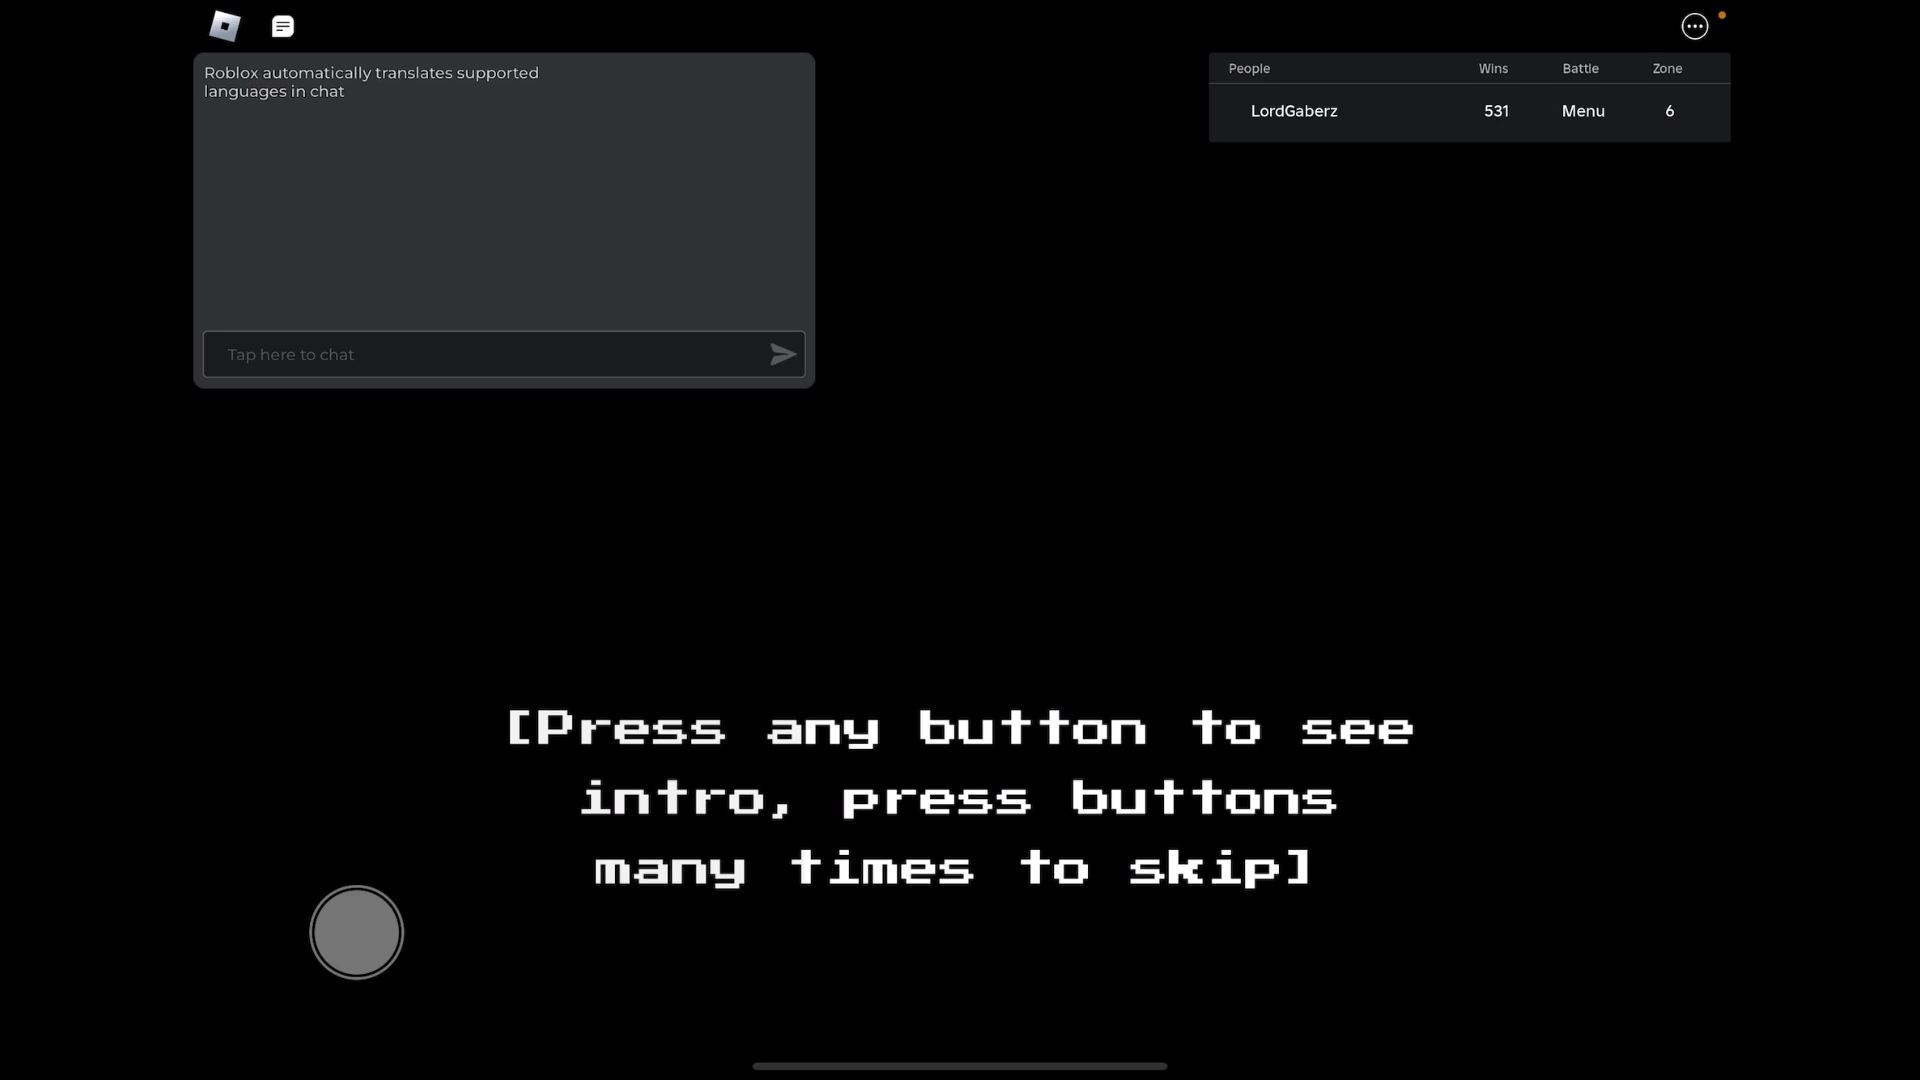 Roblox automatically translates supported
languages in chat
Tap here to chat
People Wins Battle Zone
LordGaberz 531 Menu 6
[Press any button to see
intro, press buttons
many times to skip]